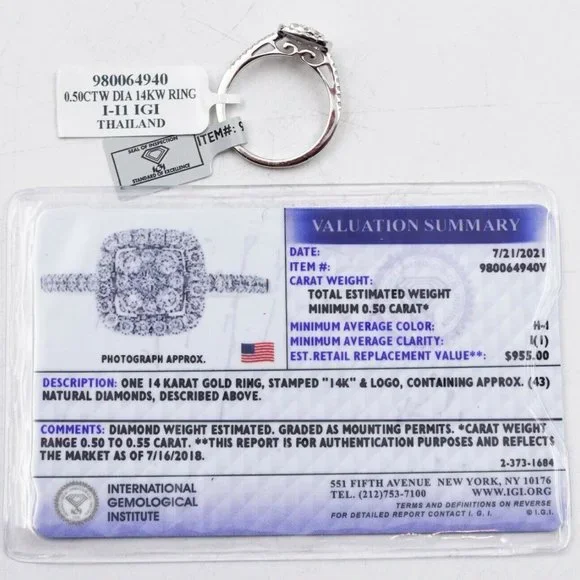 980064940
0.50CTW DIA 14KW RING
I-I1 IGI
THAILAND
ITEM#: 9
SEAL OF INSPECTION
STANDARD OF EXCELLENCE
VALUATION SUMMARY
DATE: 7/21/2021
ITEM #: 980064940V
CARAT WEIGHT:
TOTAL ESTIMATED WEIGHT
MINIMUM 0.50 CARAT*
MINIMUM AVERAGE COLOR: H-I
MINIMUM AVERAGE CLARITY: I(1)
EST.RETAIL REPLACEMENT VALUE**: $955.00
PHOTOGRAPH APPROX.
DESCRIPTION: ONE 14 KARAT GOLD RING, STAMPED "14K" & LOGO, CONTAINING APPROX. (43)
NATURAL DIAMONDS, DESCRIBED ABOVE.
COMMENTS: DIAMOND WEIGHT ESTIMATED. GRADED AS MOUNTING PERMITS. *CARAT WEIGHT
RANGE 0.50 TO 0.55 CARAT. **THIS REPORT IS FOR AUTHENTICATION PURPOSES AND REFLECTS
THE MARKET AS OF 7/16/2018.
2-373-1684
INTERNATIONAL
GEMOLOGICAL
INSTITUTE
551 FIFTH AVENUE NEW YORK, NY 10176
TEL. (212)753-7100 WWW.IGI.ORG
TERMS AND DEFINITIONS ON REVERSE
FOR DETAILED REPORT CONTACT I. G. I. © I.G.I.